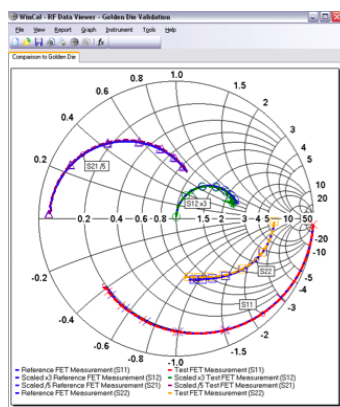 WinCal - RF Data Viewer - Golden Die Validation
File View Report Graph Instrument Tools Help
fx
Comparison to Golden Die
1.0
0.8
1.5
0.6
2
0.4
3
4
0.2
5
S21 /5
10
S12 x3
20
0.2 0.4 0.6 0.8 1.5 2 3 4 5 10 50
-20
-10
S22
-0.2
-5
-4
S11
-0.4
-3
-0.6
-2
-0.8
-1.5
-1.0
Reference FET Measurement (S11)
Test FET Measurement (S11)
Scaled x3 Reference FET Measurement (S12)
Scaled x3 Test FET Measurement (S12)
Scaled /5 Reference FET Measurement (S21)
Scaled /5 Test FET Measurement (S21)
Reference FET Measurement (S22)
Test FET Measurement (S22)